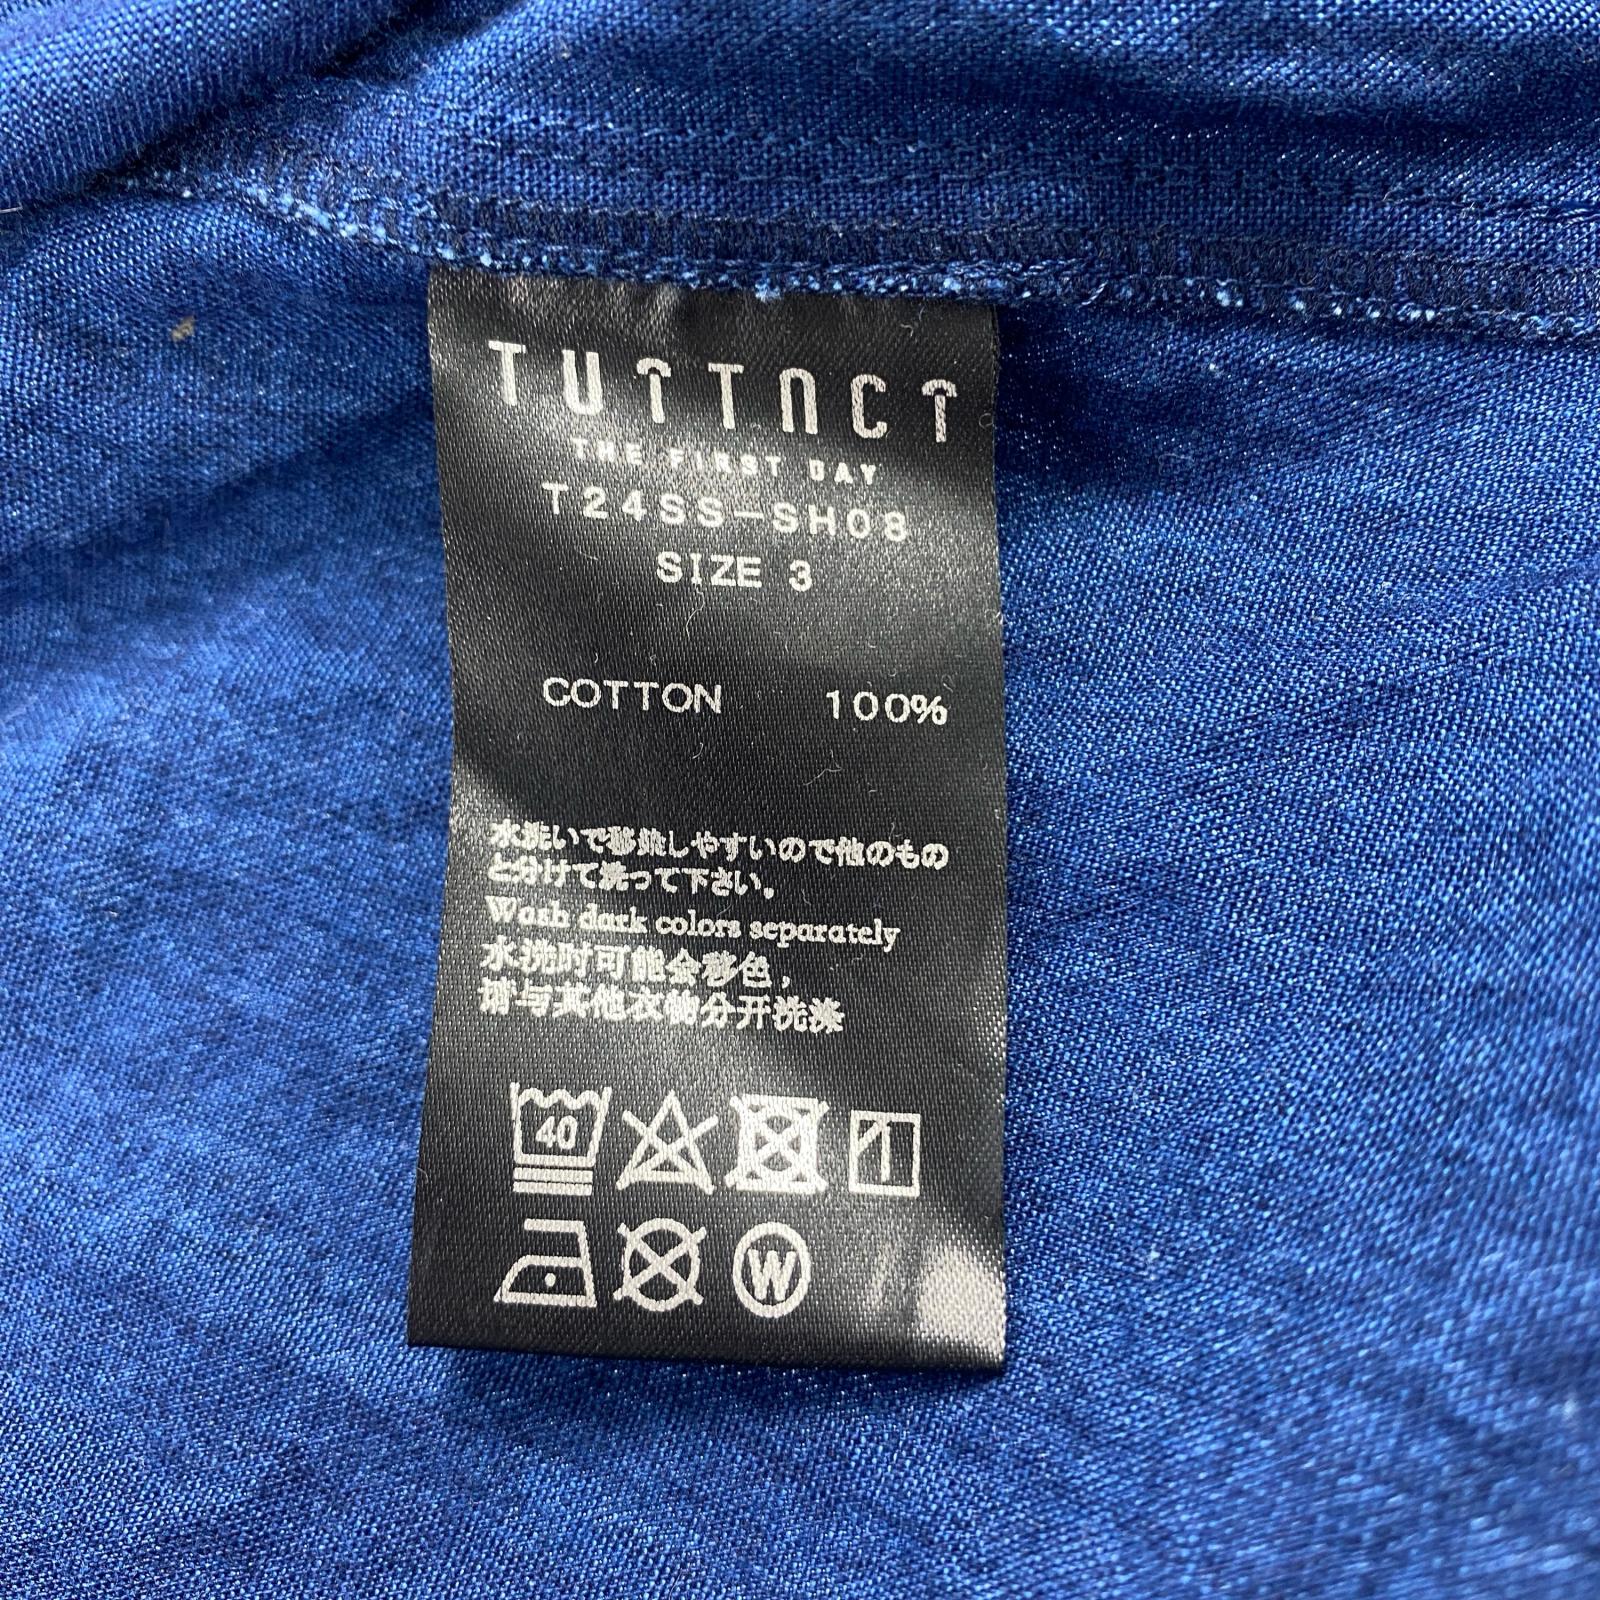 TUTTNCT
THE FIRST DAY
T24SS-SH08
SIZE 3
COTTON 100%
水洗いで移染しやすいので他のもの
と分けて洗って下さい。
Wash dark colors separately
水洗时可能会移色，
请与其他衣物分开洗涤
40
W